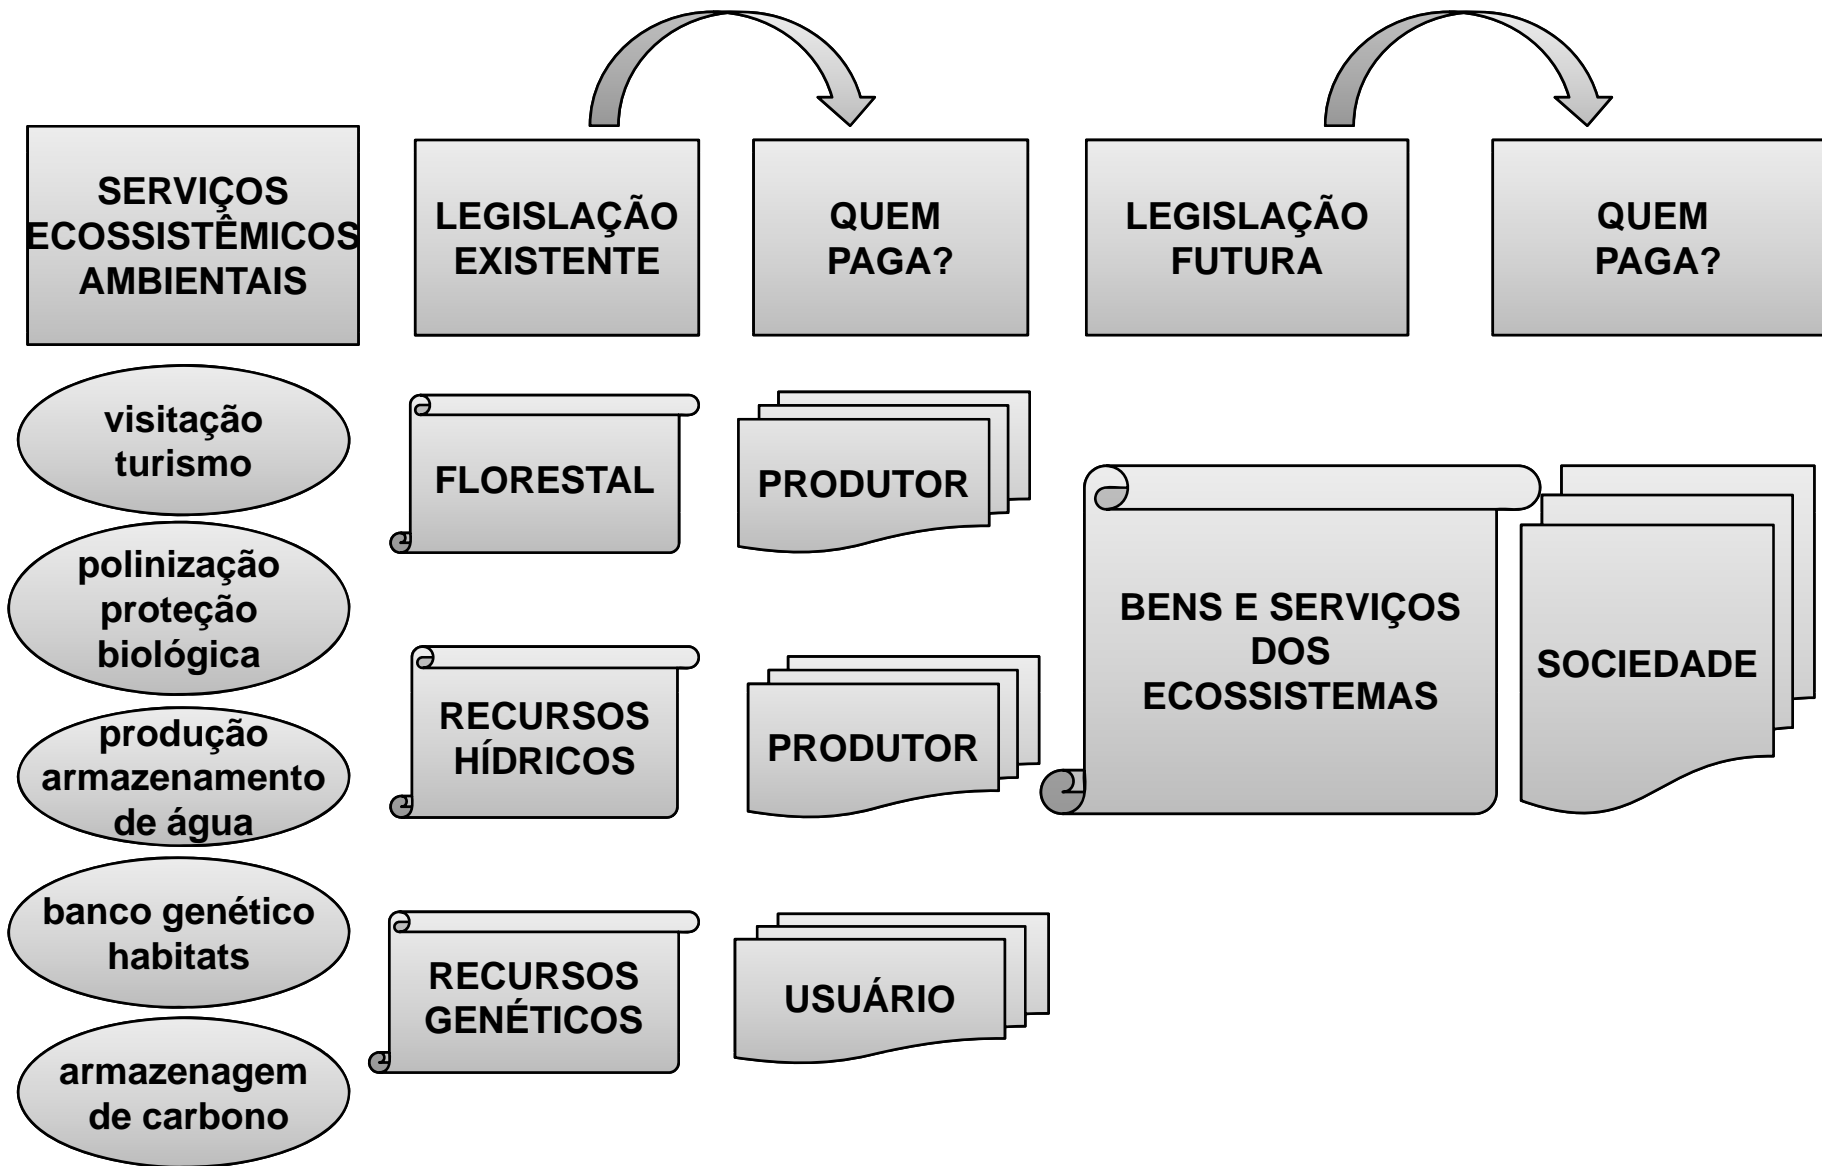 SERVIÇOS
ECOSSISTÊMICOS
AMBIENTAIS
LEGISLAÇÃO
EXISTENTE
QUEM
PAGA?
LEGISLAÇÃO
FUTURA
QUEM
PAGA?
visitação
turismo
polinização
proteção
biológica
produção
armazenamento
de água
banco genético
habitats
armazenagem
de carbono
FLORESTAL
PRODUTOR
RECURSOS
HÍDRICOS
PRODUTOR
RECURSOS
GENÉTICOS
USUÁRIO
BENS E SERVIÇOS
DOS
ECOSSISTEMAS
SOCIEDADE